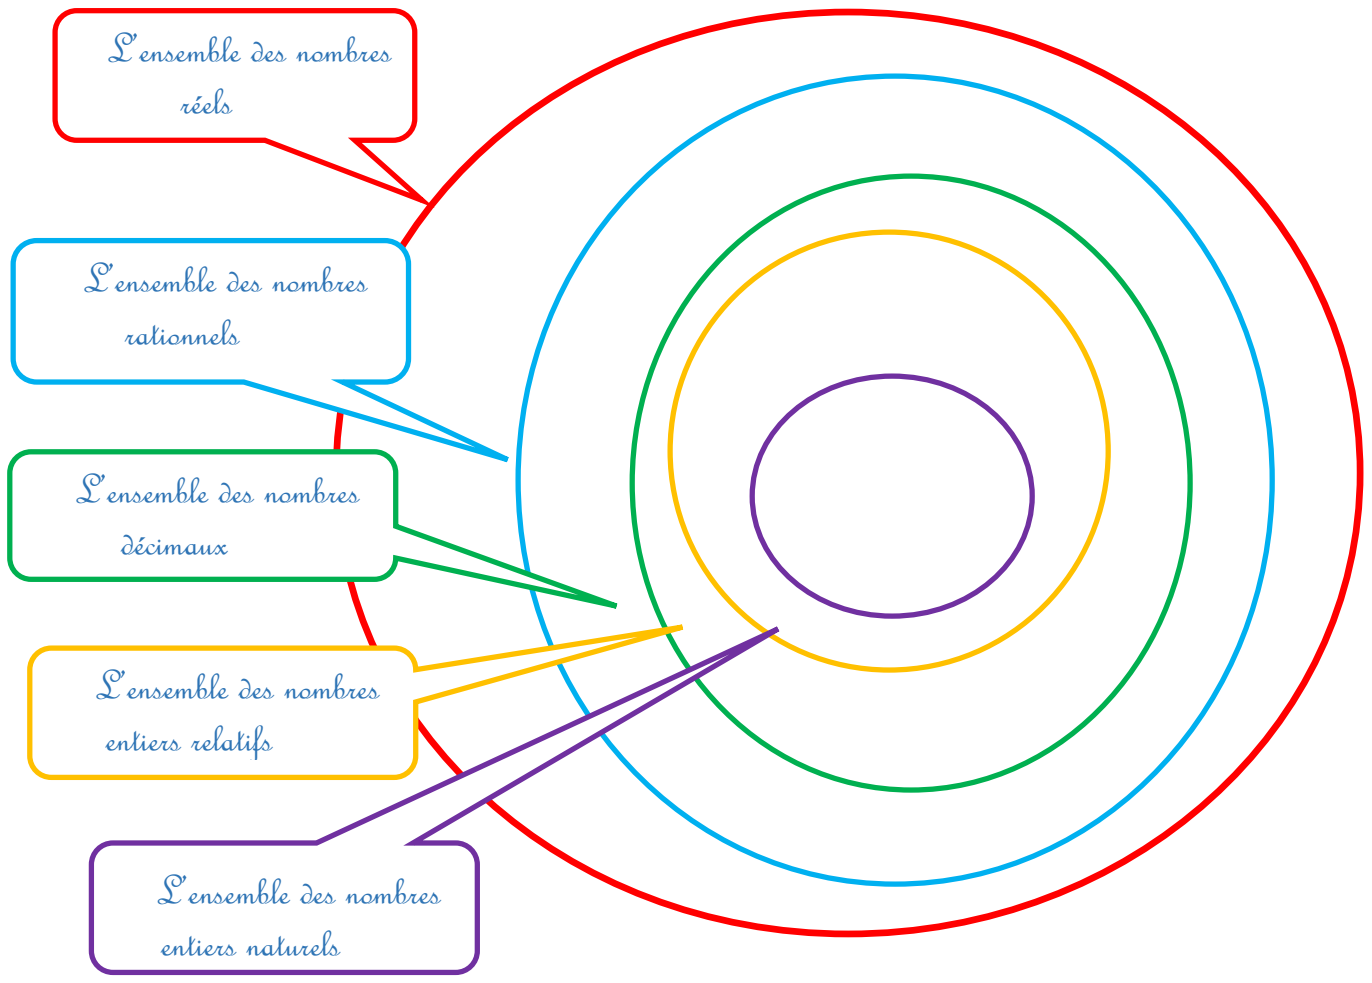 L'ensemble des nombres
réels
L'ensemble des nombres
rationnels
L'ensemble des nombres
décimaux
L'ensemble des nombres
entiers relatifs
L'ensemble des nombres
entiers naturels